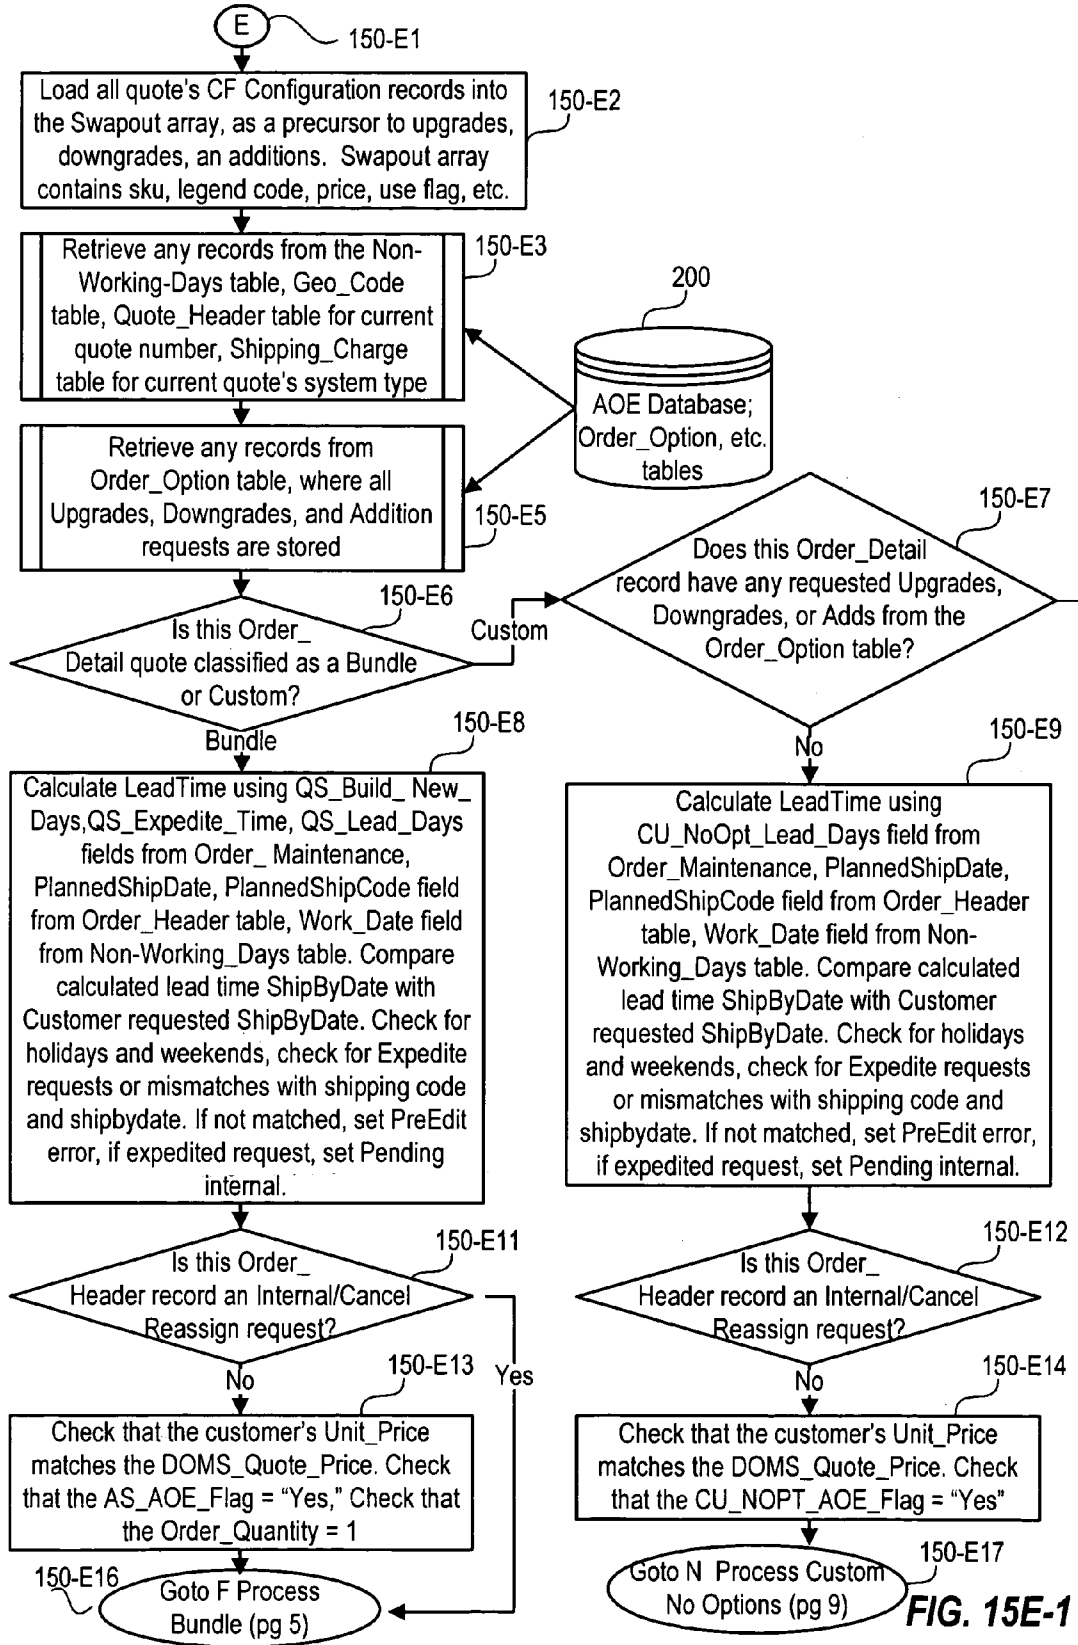 E
150-E1
Load all quote's CF Configuration records into
the Swapout array, as a precursor to upgrades,
downgrades, an additions. Swapout array
contains sku, legend code, price, use flag, etc.
150-E2
Retrieve any records from the Non-
Working-Days table, Geo_Code
table, Quote_Header table for current
quote number, Shipping_Charge
table for current quote's system type
150-E3
200
AOE Database;
Order_Option, etc.
tables
Retrieve any records from
Order_Option table, where all
Upgrades, Downgrades, and Addition
requests are stored
150-E5
150-E6
Is this Order_
Detail quote classified as a Bundle
or Custom?
Custom
Bundle
150-E7
Does this Order_Detail
record have any requested Upgrades,
Downgrades, or Adds from the
Order_Option table?
No
150-E8
Calculate LeadTime using QS_Build_ New_
Days,QS_Expedite_Time, QS_Lead_Days
fields from Order_ Maintenance,
PlannedShipDate, PlannedShipCode field
from Order_Header table, Work_Date field
from Non-Working_Days table. Compare
calculated lead time ShipByDate with
Customer requested ShipByDate. Check for
holidays and weekends, check for Expedite
requests or mismatches with shipping code
and shipbydate. If not matched, set PreEdit
error, if expedited request, set Pending
internal.
150-E9
Calculate LeadTime using
CU_NoOpt_Lead_Days field from
Order_Maintenance, PlannedShipDate,
PlannedShipCode field from Order_Header
table, Work_Date field from Non-
Working_Days table. Compare calculated
lead time ShipByDate with Customer
requested ShipByDate. Check for holidays
and weekends, check for Expedite requests
or mismatches with shipping code and
shipbydate. If not matched, set PreEdit error,
if expedited request, set Pending internal.
150-E11
Is this Order_
Header record an Internal/Cancel
Reassign request?
No
Yes
150-E12
Is this Order_
Header record an Internal/Cancel
Reassign request?
No
150-E13
Check that the customer's Unit_Price
matches the DOMS_Quote_Price. Check
that the AS_AOE_Flag = "Yes," Check that
the Order_Quantity = 1
150-E14
Check that the customer's Unit_Price
matches the DOMS_Quote_Price. Check
that the CU_NOPT_AOE_Flag = "Yes"
150-E16
Goto F Process
Bundle (pg 5)
150-E17
Goto N Process Custom
No Options (pg 9)
FIG. 15E-1